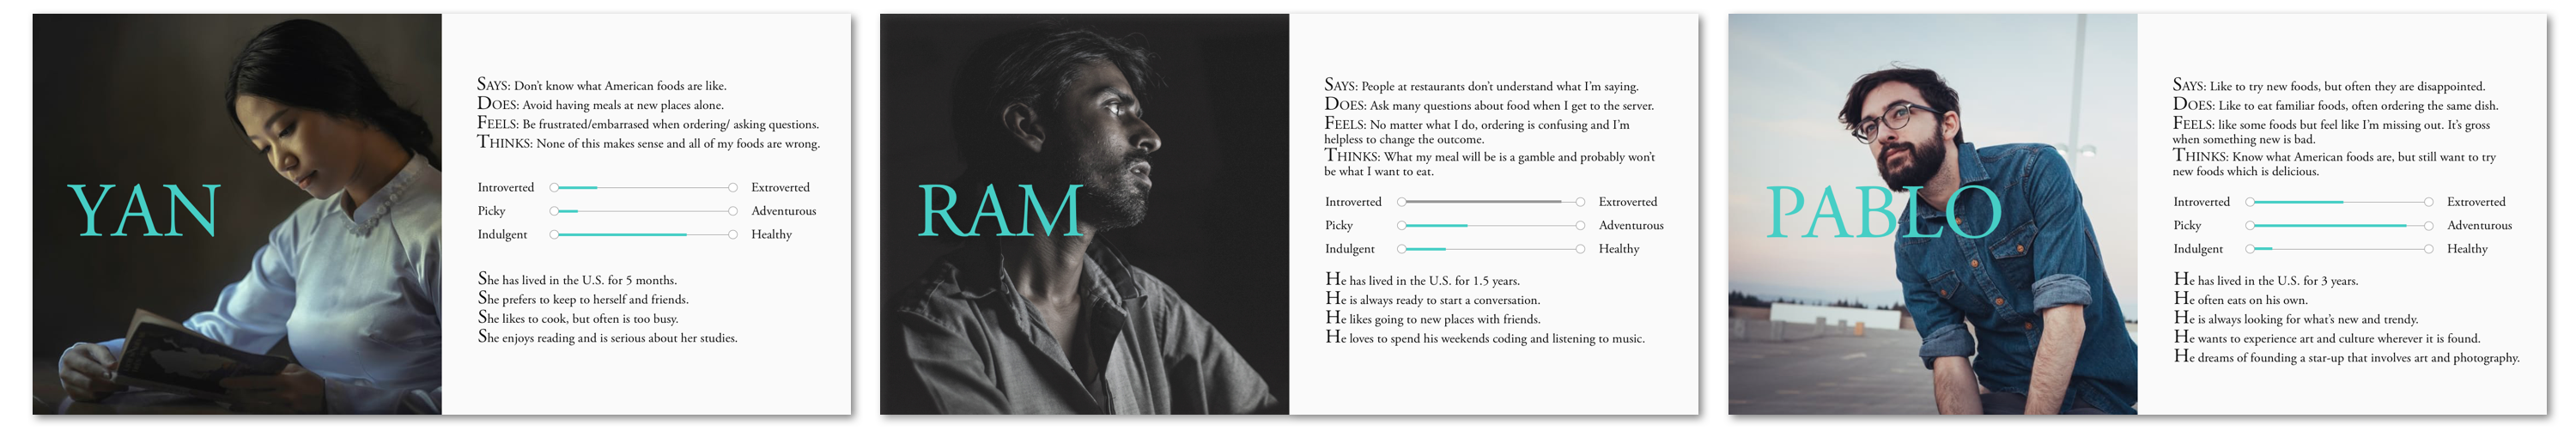 YAN
SAYS: Don't know what American foods are like.
DOES: Avoid having meals at new places alone.
FEELS: Be frustrated/embarrased when ordering/ asking questions.
THINKS: None of this makes sense and all of my foods are wrong.
Introverted Extroverted
Picky Adventurous
Indulgent Healthy
She has lived in the U.S. for 5 months.
She prefers to keep to herself and friends.
She likes to cook, but often is too busy.
She enjoys reading and is serious about her studies.
RAM
SAYS: People at restaurants don't understand what I'm saying.
DOES: Ask many questions about food when I get to the server.
FEELS: No matter what I do, ordering is confusing and I'm
helpless to change the outcome.
THINKS: What my meal will be is a gamble and probably won't
be what I want to eat.
Introverted Extroverted
Picky Adventurous
Indulgent Healthy
He has lived in the U.S. for 1.5 years.
He is always ready to start a conversation.
He likes going to new places with friends.
He loves to spend his weekends coding and listening to music.
PABLO
SAYS: Like to try new foods, but often they are disappointed.
DOES: Like to eat familiar foods, often ordering the same dish.
FEELS: like some foods but feel like I'm missing out. It's gross
when something new is bad.
THINKS: Know what American foods are, but still want to try
new foods which is delicious.
Introverted Extroverted
Picky Adventurous
Indulgent Healthy
He has lived in the U.S. for 3 years.
He often eats on his own.
He is always looking for what's new and trendy.
He wants to experience art and culture wherever it is found.
He dreams of founding a star-up that involves art and photography.